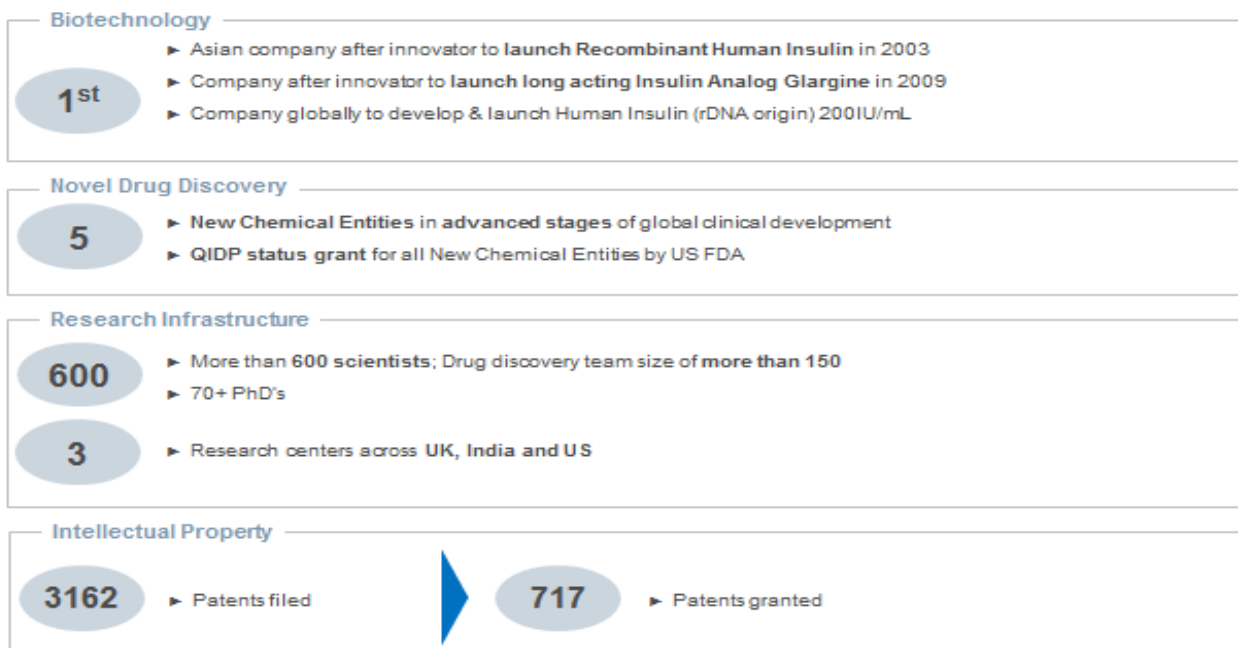 Biotechnology
1st
► Asian company after innovator to launch Recombinant Human Insulin in 2003
► Company after innovator to launch long acting Insulin Analog Glargine in 2009
► Company globally to develop & launch Human Insulin (rDNA origin) 200IU/mL
Novel Drug Discovery
5
► New Chemical Entities in advanced stages of global clinical development
► QIDP status grant for all New Chemical Entities by US FDA
Research Infrastructure
600
► More than 600 scientists; Drug discovery team size of more than 150
► 70+ PhD's
3
► Research centers across UK, India and US
Intellectual Property
3162
► Patents filed
717
► Patents granted